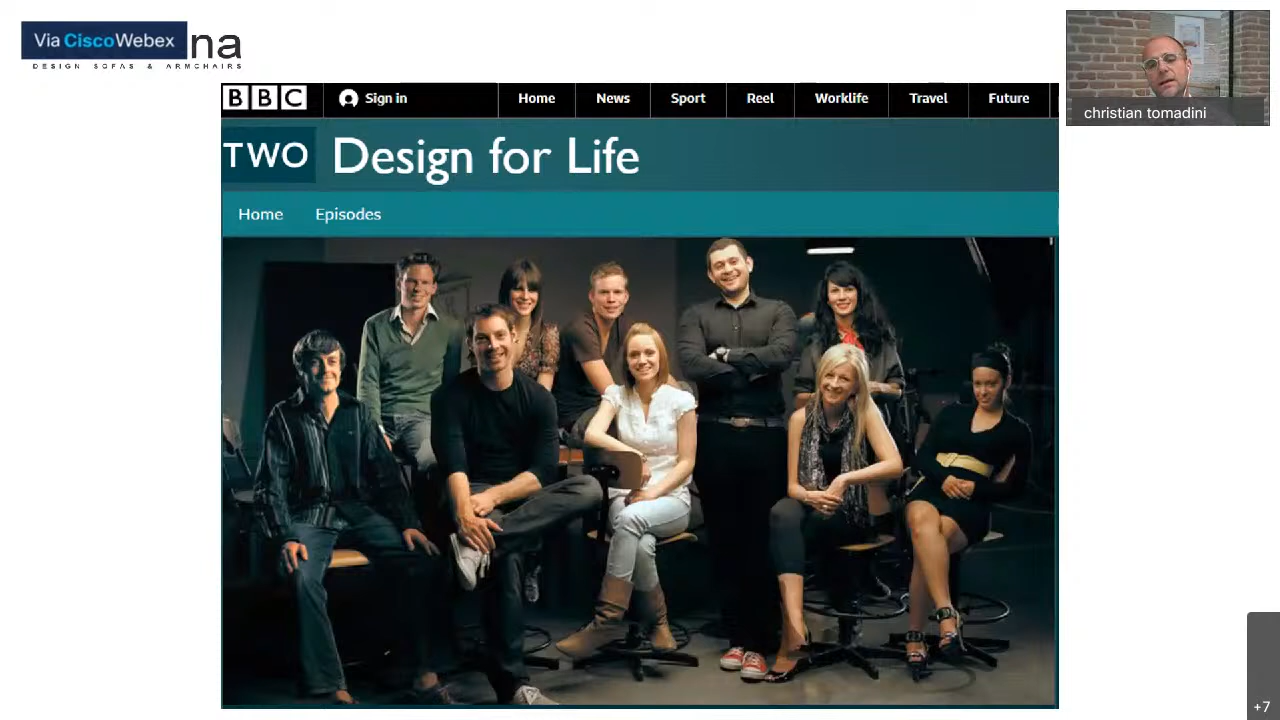 Via CiscoWebex
na
DESIGN SOFAS & ARMCHAIRS
christian tomadini
BBC Sign in Home News Sport Reel Worklife Travel Future
TWO Design for Life
Home Episodes
+7